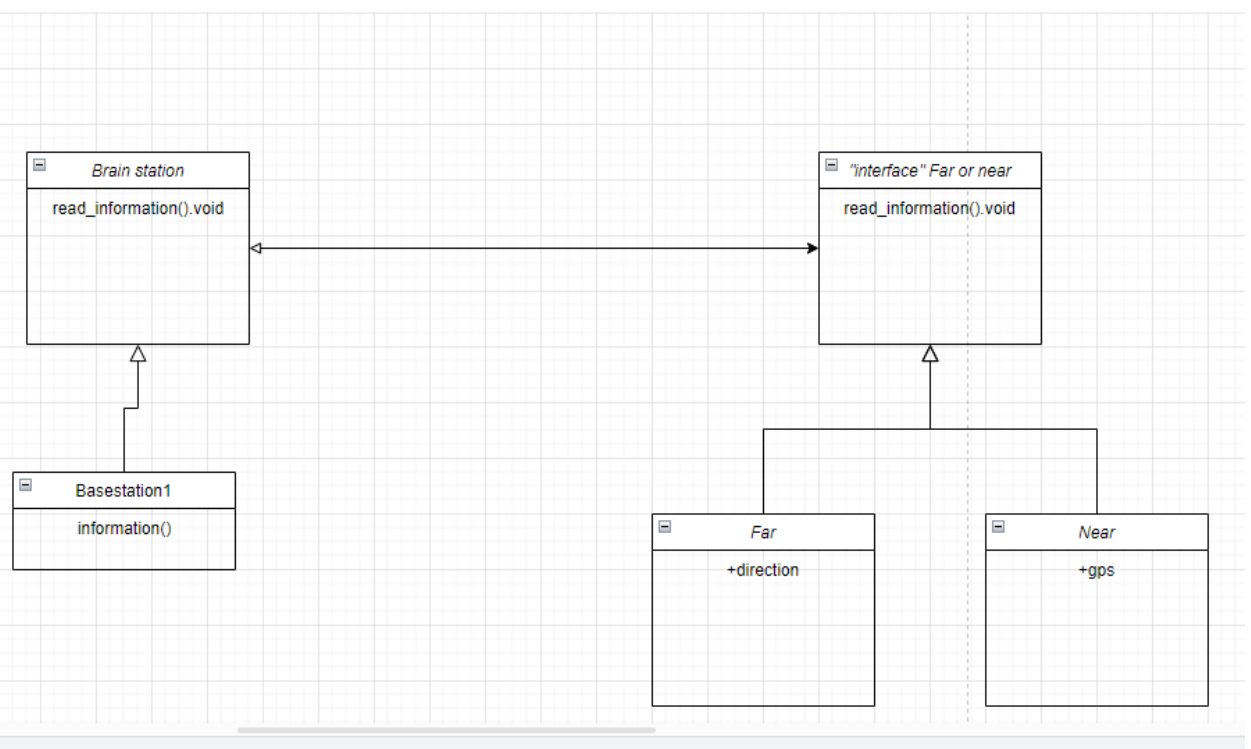 Brain station
read_information().void
"interface" Far or near
read_information().void
Basestation1
information()
Far
+direction
Near
+gps